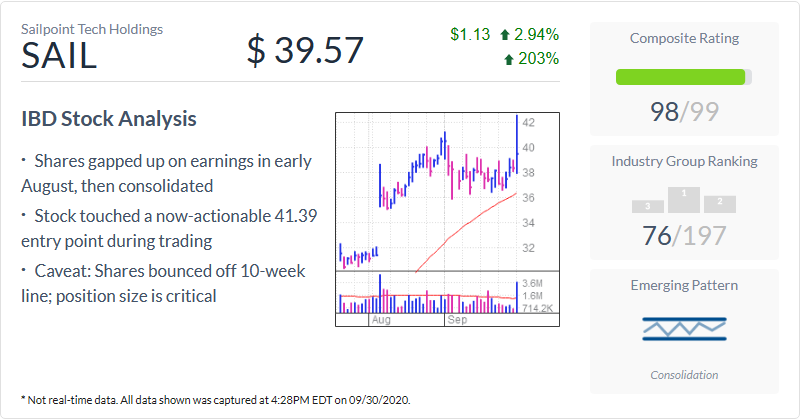 Sailpoint Tech Holdings
SAIL
$ 39.57
$1.13 2.94%
203%
IBD Stock Analysis
· Shares gapped up on earnings in early
August, then consolidated
· Stock touched a now-actionable 41.39
entry point during trading
· Caveat: Shares bounced off 10-week
line; position size is critical
42
40
38
36
34
32
3.6M
1.6M
714.2K
Aug Sep
Composite Rating
98/99
Industry Group Ranking
3 1 2
76/197
Emerging Pattern
Consolidation
* Not real-time data. All data shown was captured at 4:28PM EDT on 09/30/2020.